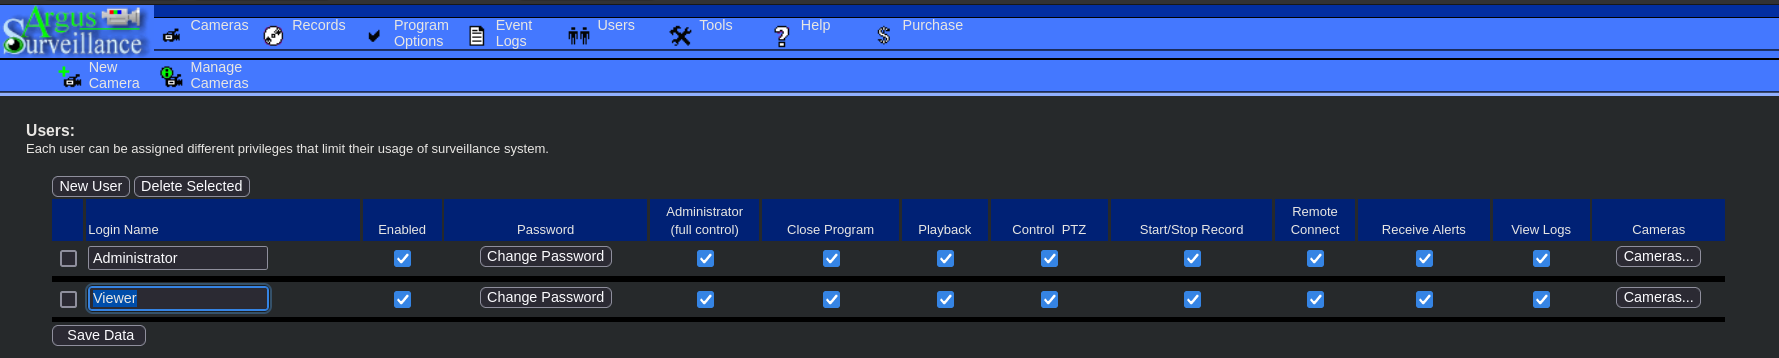 Argus
Surveillance
Cameras
Records
Program
Options
Event
Logs
Users
Tools
Help
Purchase
New
Camera
Manage
Cameras
Users:
Each user can be assigned different privileges that limit their usage of surveillance system.
New User
Delete Selected
Login Name
Enabled
Password
Administrator
(full control)
Close Program
Playback
Control PTZ
Start/Stop Record
Remote
Connect
Receive Alerts
View Logs
Cameras
Administrator
Change Password
Cameras...
Viewer
Change Password
Cameras...
Save Data